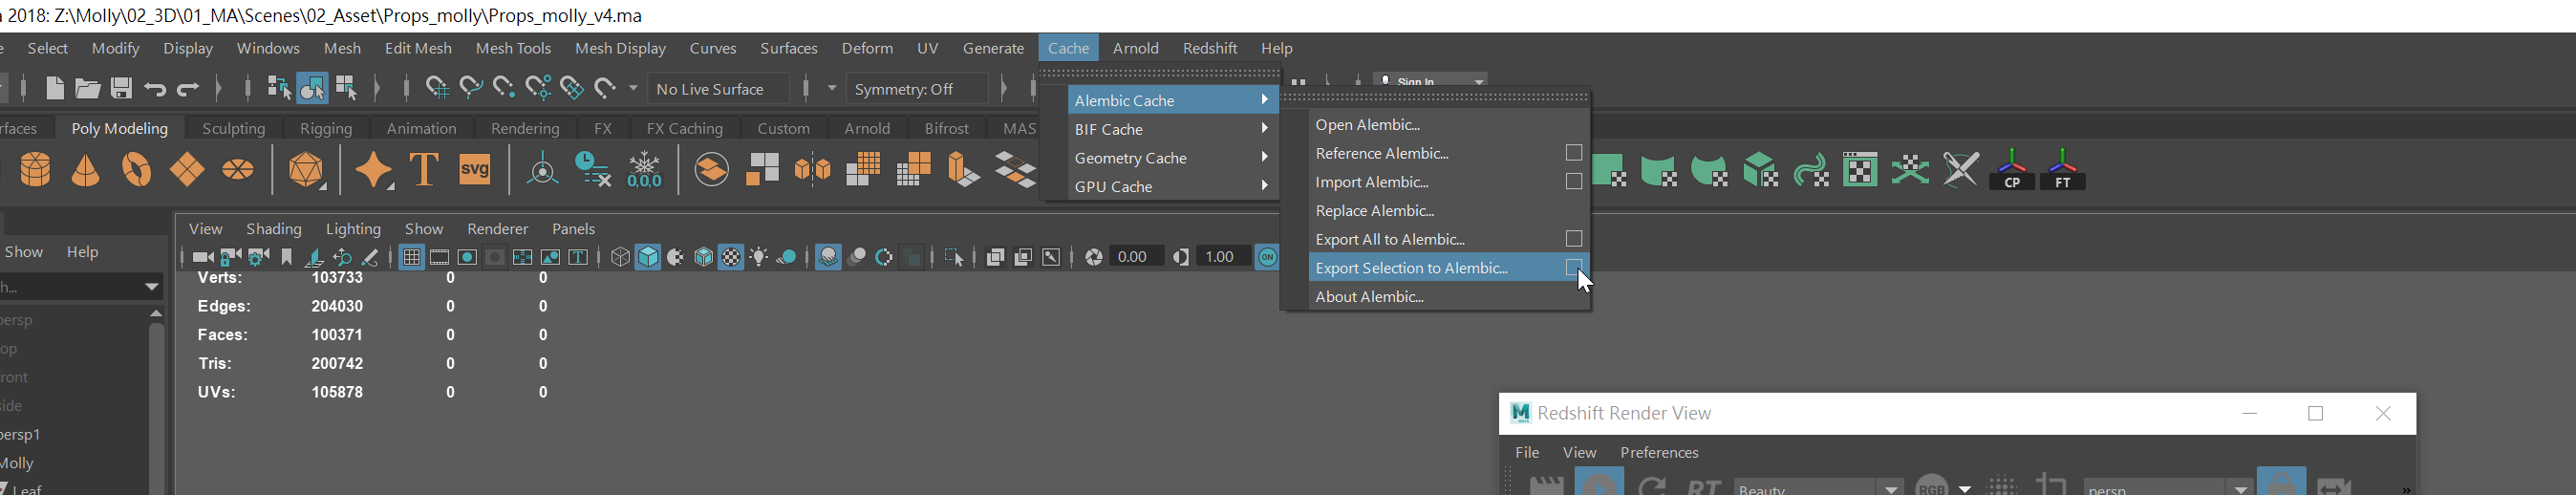 2018: Z:\Molly\02_3D\01_MA\Scenes\02_Asset\Props_molly\Props_molly_v4.ma
Select Modify Display Windows Mesh Edit Mesh Mesh Tools Mesh Display Curves Surfaces Deform UV Generate Cache Arnold Redshift Help
No Live Surface Symmetry: Off Sign In
rfaces Poly Modeling Sculpting Rigging Animation Rendering FX FX Caching Custom Arnold Bifrost MAS
Alembic Cache
BIF Cache
Geometry Cache
GPU Cache
Open Alembic...
Reference Alembic...
Import Alembic...
Replace Alembic...
Export All to Alembic...
Export Selection to Alembic...
About Alembic...
T svg 0,0,0 CP FT
View Shading Lighting Show Renderer Panels
Show Help
0.00 1.00 ON
h...
Verts: 103733 0 0
Edges: 204030 0 0
Faces: 100371 0 0
Tris: 200742 0 0
UVs: 105878 0 0
persp
op
ront
side
persp1
Molly
Leaf
M Redshift Render View
File View Preferences
RT Beauty RGB persp »